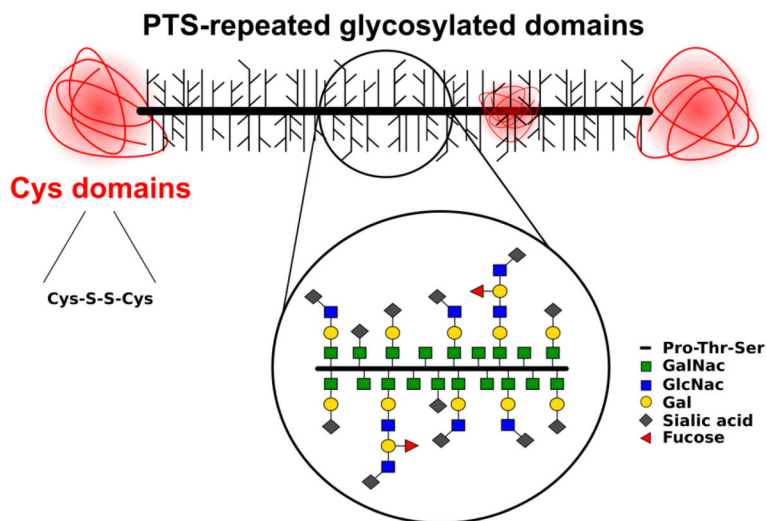 PTS-repeated glycosylated domains
Cys domains
Cys-S-S-Cys
Pro-Thr-Ser
GalNac
GlcNac
Gal
Sialic acid
Fucose